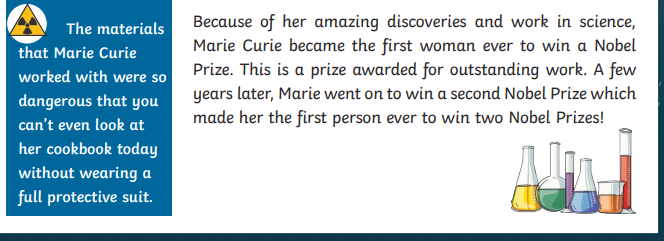 The materials
that Marie Curie
worked with were so
dangerous that you
can't even look at
her cookbook today
without wearing a
full protective suit.
Because of her amazing discoveries and work in science,
Marie Curie became the first woman ever to win a Nobel
Prize. This is a prize awarded for outstanding work. A few
years later, Marie went on to win a second Nobel Prize which
made her the first person ever to win two Nobel Prizes!